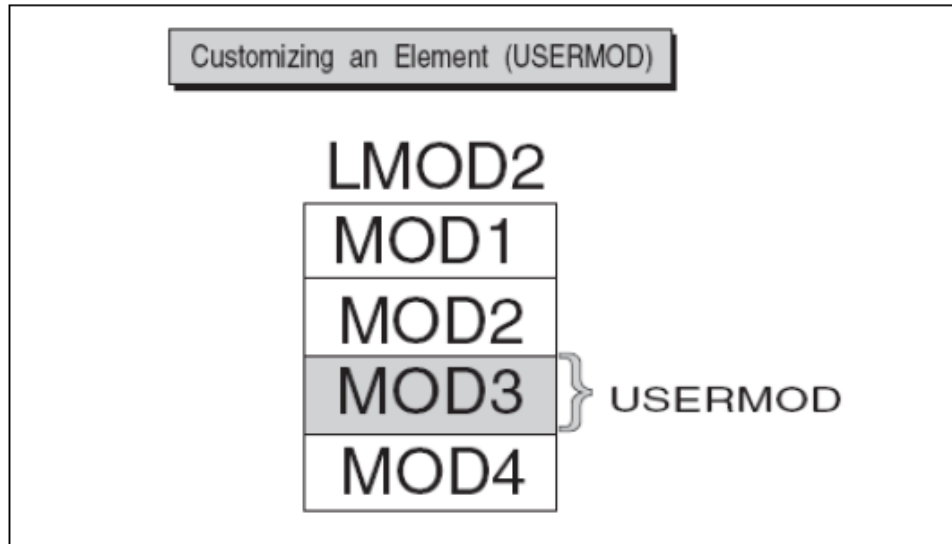 Customizing an Element (USERMOD)
LMOD2
MOD1
MOD2
MOD3
USERMOD
MOD4